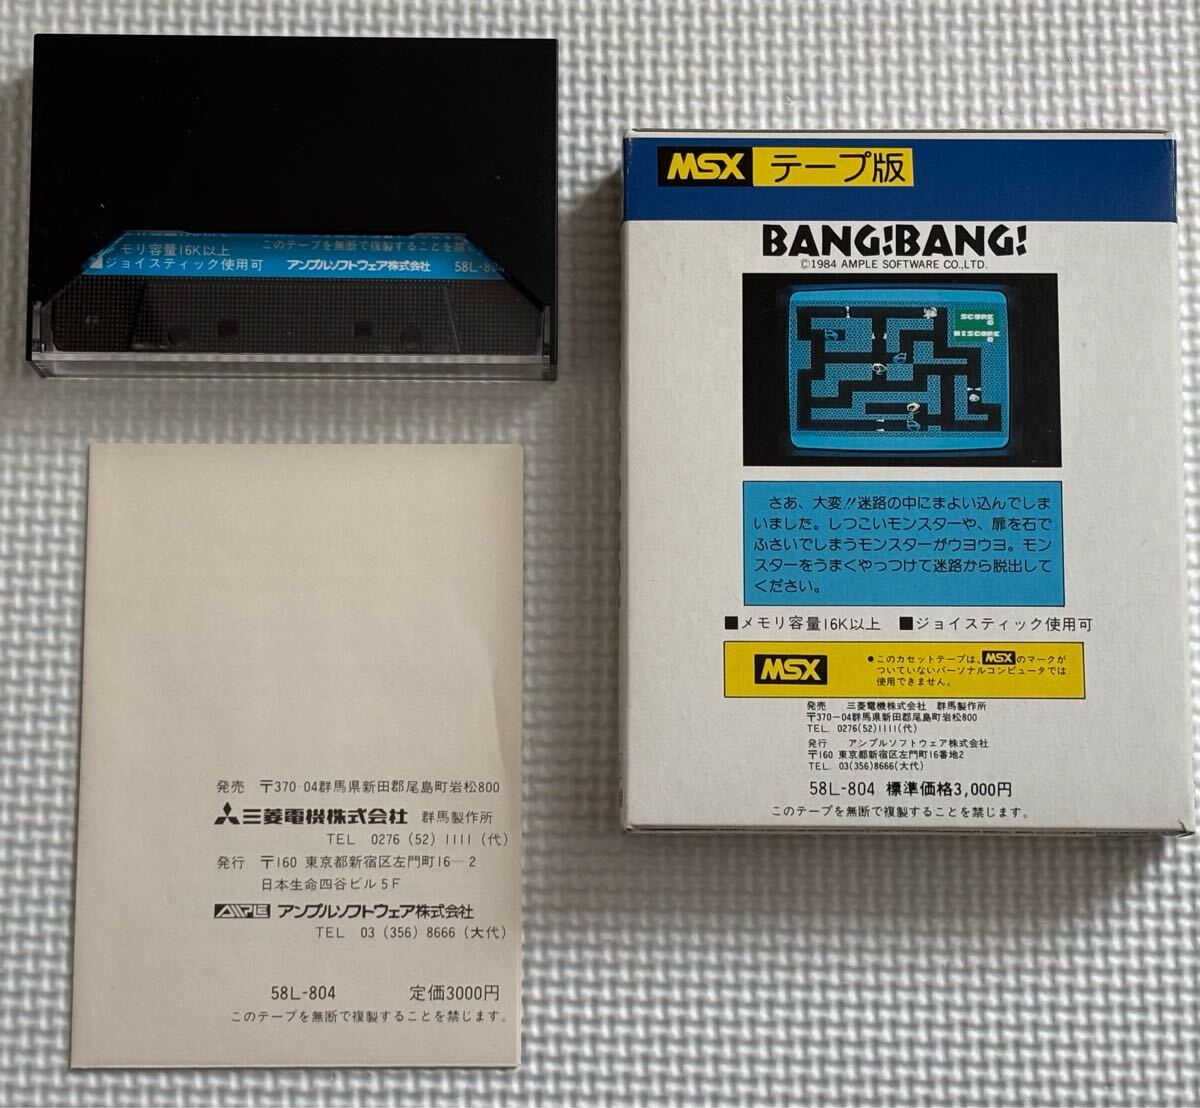 メモリ容量16K以上
このテープを無断で複製することを禁じ
ジョイスティック使用可
アンプルソフトウェア株式会社
58L-804
MSX テープ版
BANG!BANG!
©1984 AMPLE SOFTWARE CO.,LTD.
SCORE
0
HISCORE
0
さあ、大変!!迷路の中にまよい込んでしま
いました。しつこいモンスターや、扉を石で
ふさいでしまうモンスターがウヨウヨ。モン
スターをうまくやっつけて迷路から脱出して
ください。
■メモリ容量16K以上 ■ジョイスティック使用可
MSX
●このカセットテープは、MSXのマークが
ついていないパーソナルコンピュータでは
使用できません。
発売 三菱電機株式会社 群馬製作所
〒370-04群馬県新田郡尾島町岩松800
TEL. 0276(52)1111(代)
発行 アンプルソフトウェア株式会社
〒160 東京都新宿区左門町16番地2
TEL. 03(356)8666(大代)
58L-804 標準価格3,000円
このテープを無断で複製することを禁じます。
発売 〒370-04群馬県新田郡尾島町岩松800
三菱電機株式会社 群馬製作所
TEL 0276(52)1111(代)
発行 〒160 東京都新宿区左門町16-2
日本生命四谷ビル5F
AMPLE アンプルソフトウェア株式会社
TEL 03(356)8666(大代)
58L-804 定価3000円
このテープを無断で複製することを禁じます。